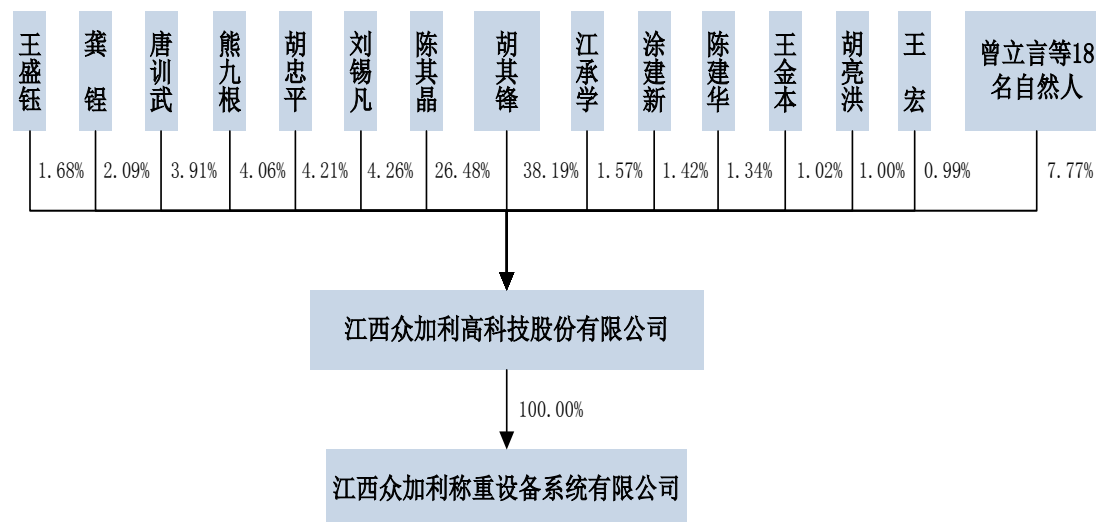 王盛钰
龚 锃
唐训武
熊九根
胡忠平
刘锡凡
陈其晶
胡其锋
江承学
涂建新
陈建华
王金本
胡亮洪
王 宏
曾立言等18
名自然人
1.68%
2.09%
3.91%
4.06%
4.21%
4.26%
26.48%
38.19%
1.57%
1.42%
1.34%
1.02%
1.00%
0.99%
7.77%
江西众加利高科技股份有限公司
100.00%
江西众加利称重设备系统有限公司